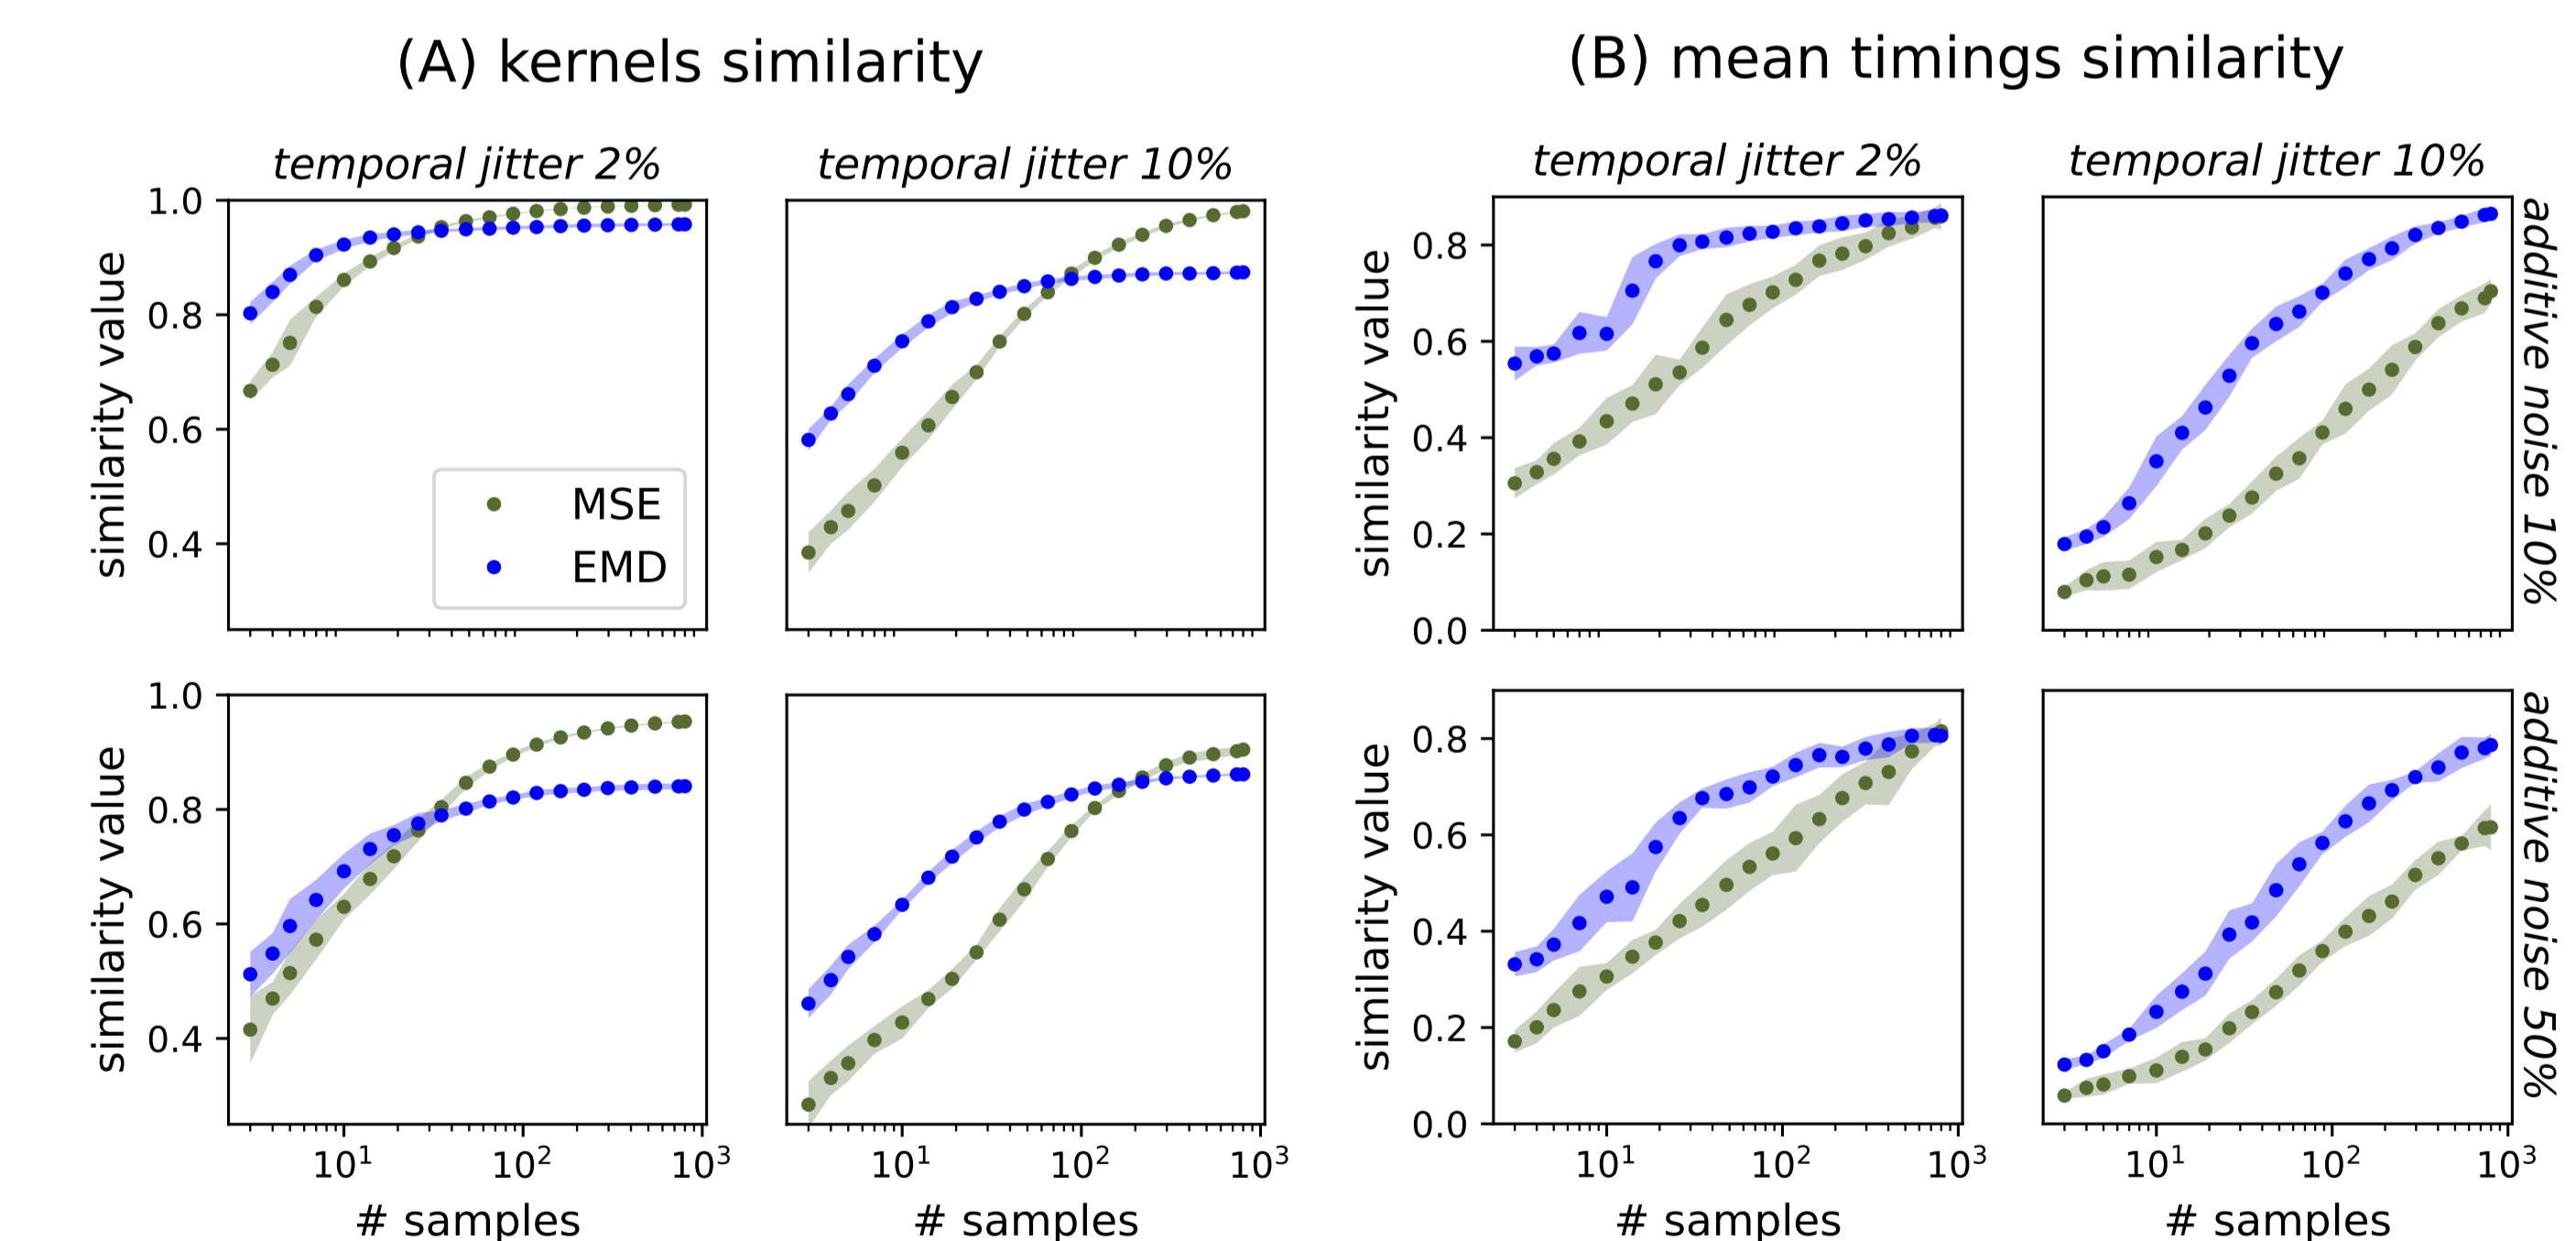 (A) kernels similarity
(B) mean timings similarity
temporal jitter 2%
temporal jitter 10%
temporal jitter 2%
temporal jitter 10%
similarity value
1.0
0.8
0.6
0.4
MSE
EMD
similarity value
0.8
0.6
0.4
0.2
0.0
additive noise 10%
similarity value
1.0
0.8
0.6
0.4
10¹ 10² 10³
# samples
10¹ 10² 10³
# samples
similarity value
0.8
0.6
0.4
0.2
0.0
10¹ 10² 10³
# samples
10¹ 10² 10³
# samples
additive noise 50%